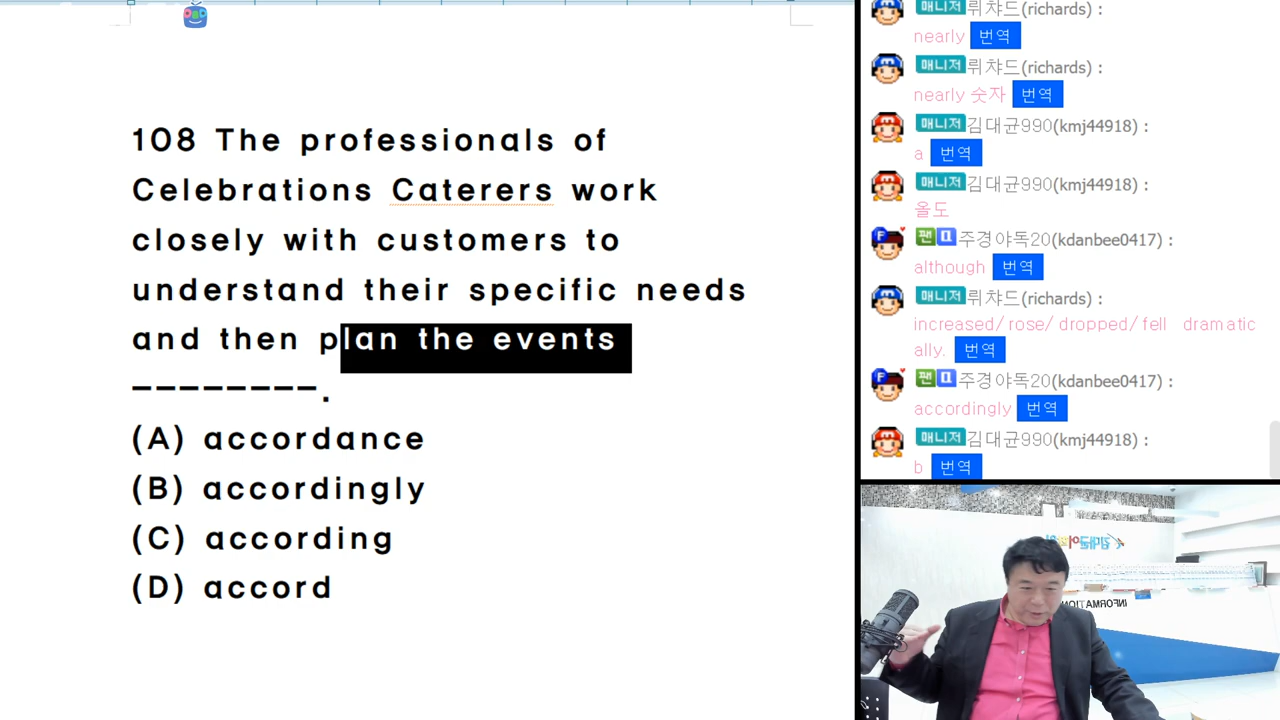 108 The professionals of
Celebrations Caterers work
closely with customers to
understand their specific needs
and then plan the events
--------.
(A) accordance
(B) accordingly
(C) according
(D) accord
매니저 뤼챠드(richards) :
nearly 번역
매니저 뤼챠드(richards) :
nearly 숫자 번역
매니저 김대균990(kmj44918) :
a 번역
매니저 김대균990(kmj44918) :
올도
팬 주경야독20(kdanbee0417) :
although 번역
매니저 뤼챠드(richards) :
increased/ rose/ dropped/ fell dramatic
ally. 번역
팬 주경야독20(kdanbee0417) :
accordingly 번역
매니저 김대균990(kmj44918) :
b 번역
INFORMATION